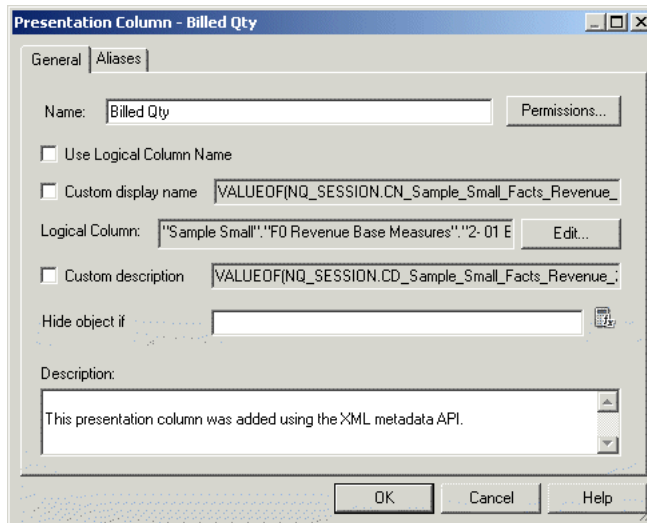 Presentation Column - Billed Qty
General Aliases
Name: Billed Qty Permissions...
Use Logical Column Name
Custom display name VALUEOF(NQ_SESSION.CN_Sample_Small_Facts_Revenue_
Logical Column: "Sample Small"."F0 Revenue Base Measures"."2- 01 B Edit...
Custom description VALUEOF(NQ_SESSION.CD_Sample_Small_Facts_Revenue_
Hide object if
Description:
This presentation column was added using the XML metadata API.
OK Cancel Help